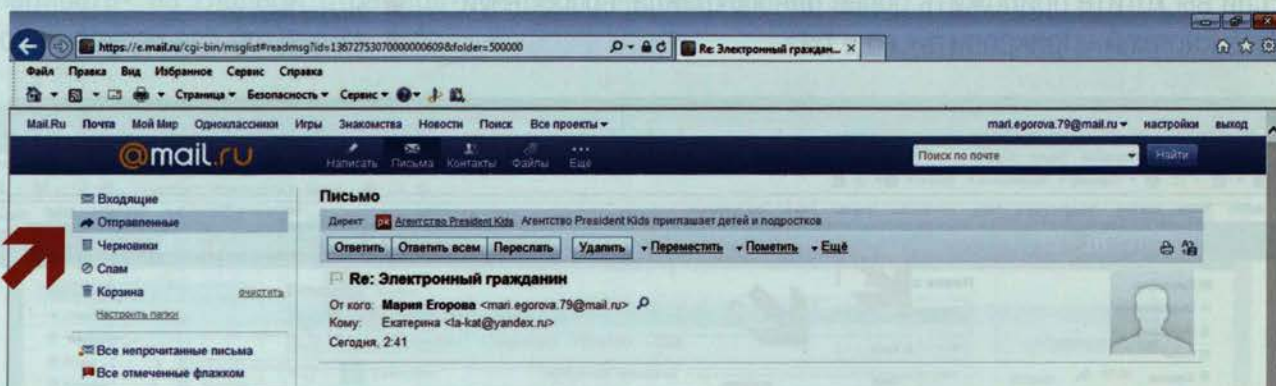 https://e.mail.ru/cgi-bin/msglist#readmsg?id=13672753070000000609&folder=500000
Re: Электронный граждан... ×
Файл Правка Вид Избранное Сервис Справка
Страница Безопасность Сервис
Mail.Ru Почта Мой Мир Одноклассники Игры Знакомства Новости Поиск Все проекты mari.egorova.79@mail.ru настройки выход
@mail.ru Написать Письма Контакты Файлы Ещё Поиск по почте Найти
Входящие
Отправленные
Черновики
Спам
Корзина очистить
Настроить папки
Все непрочитанные письма
Все отмеченные флажком
Письмо
Директ pk Агентство President Kids Агентство President Kids приглашает детей и подростков
Ответить Ответить всем Переслать Удалить Переместить Пометить Ещё
Re: Электронный гражданин
От кого: Мария Егорова <mari.egorova.79@mail.ru>
Кому: Екатерина <la-kat@yandex.ru>
Сегодня, 2:41